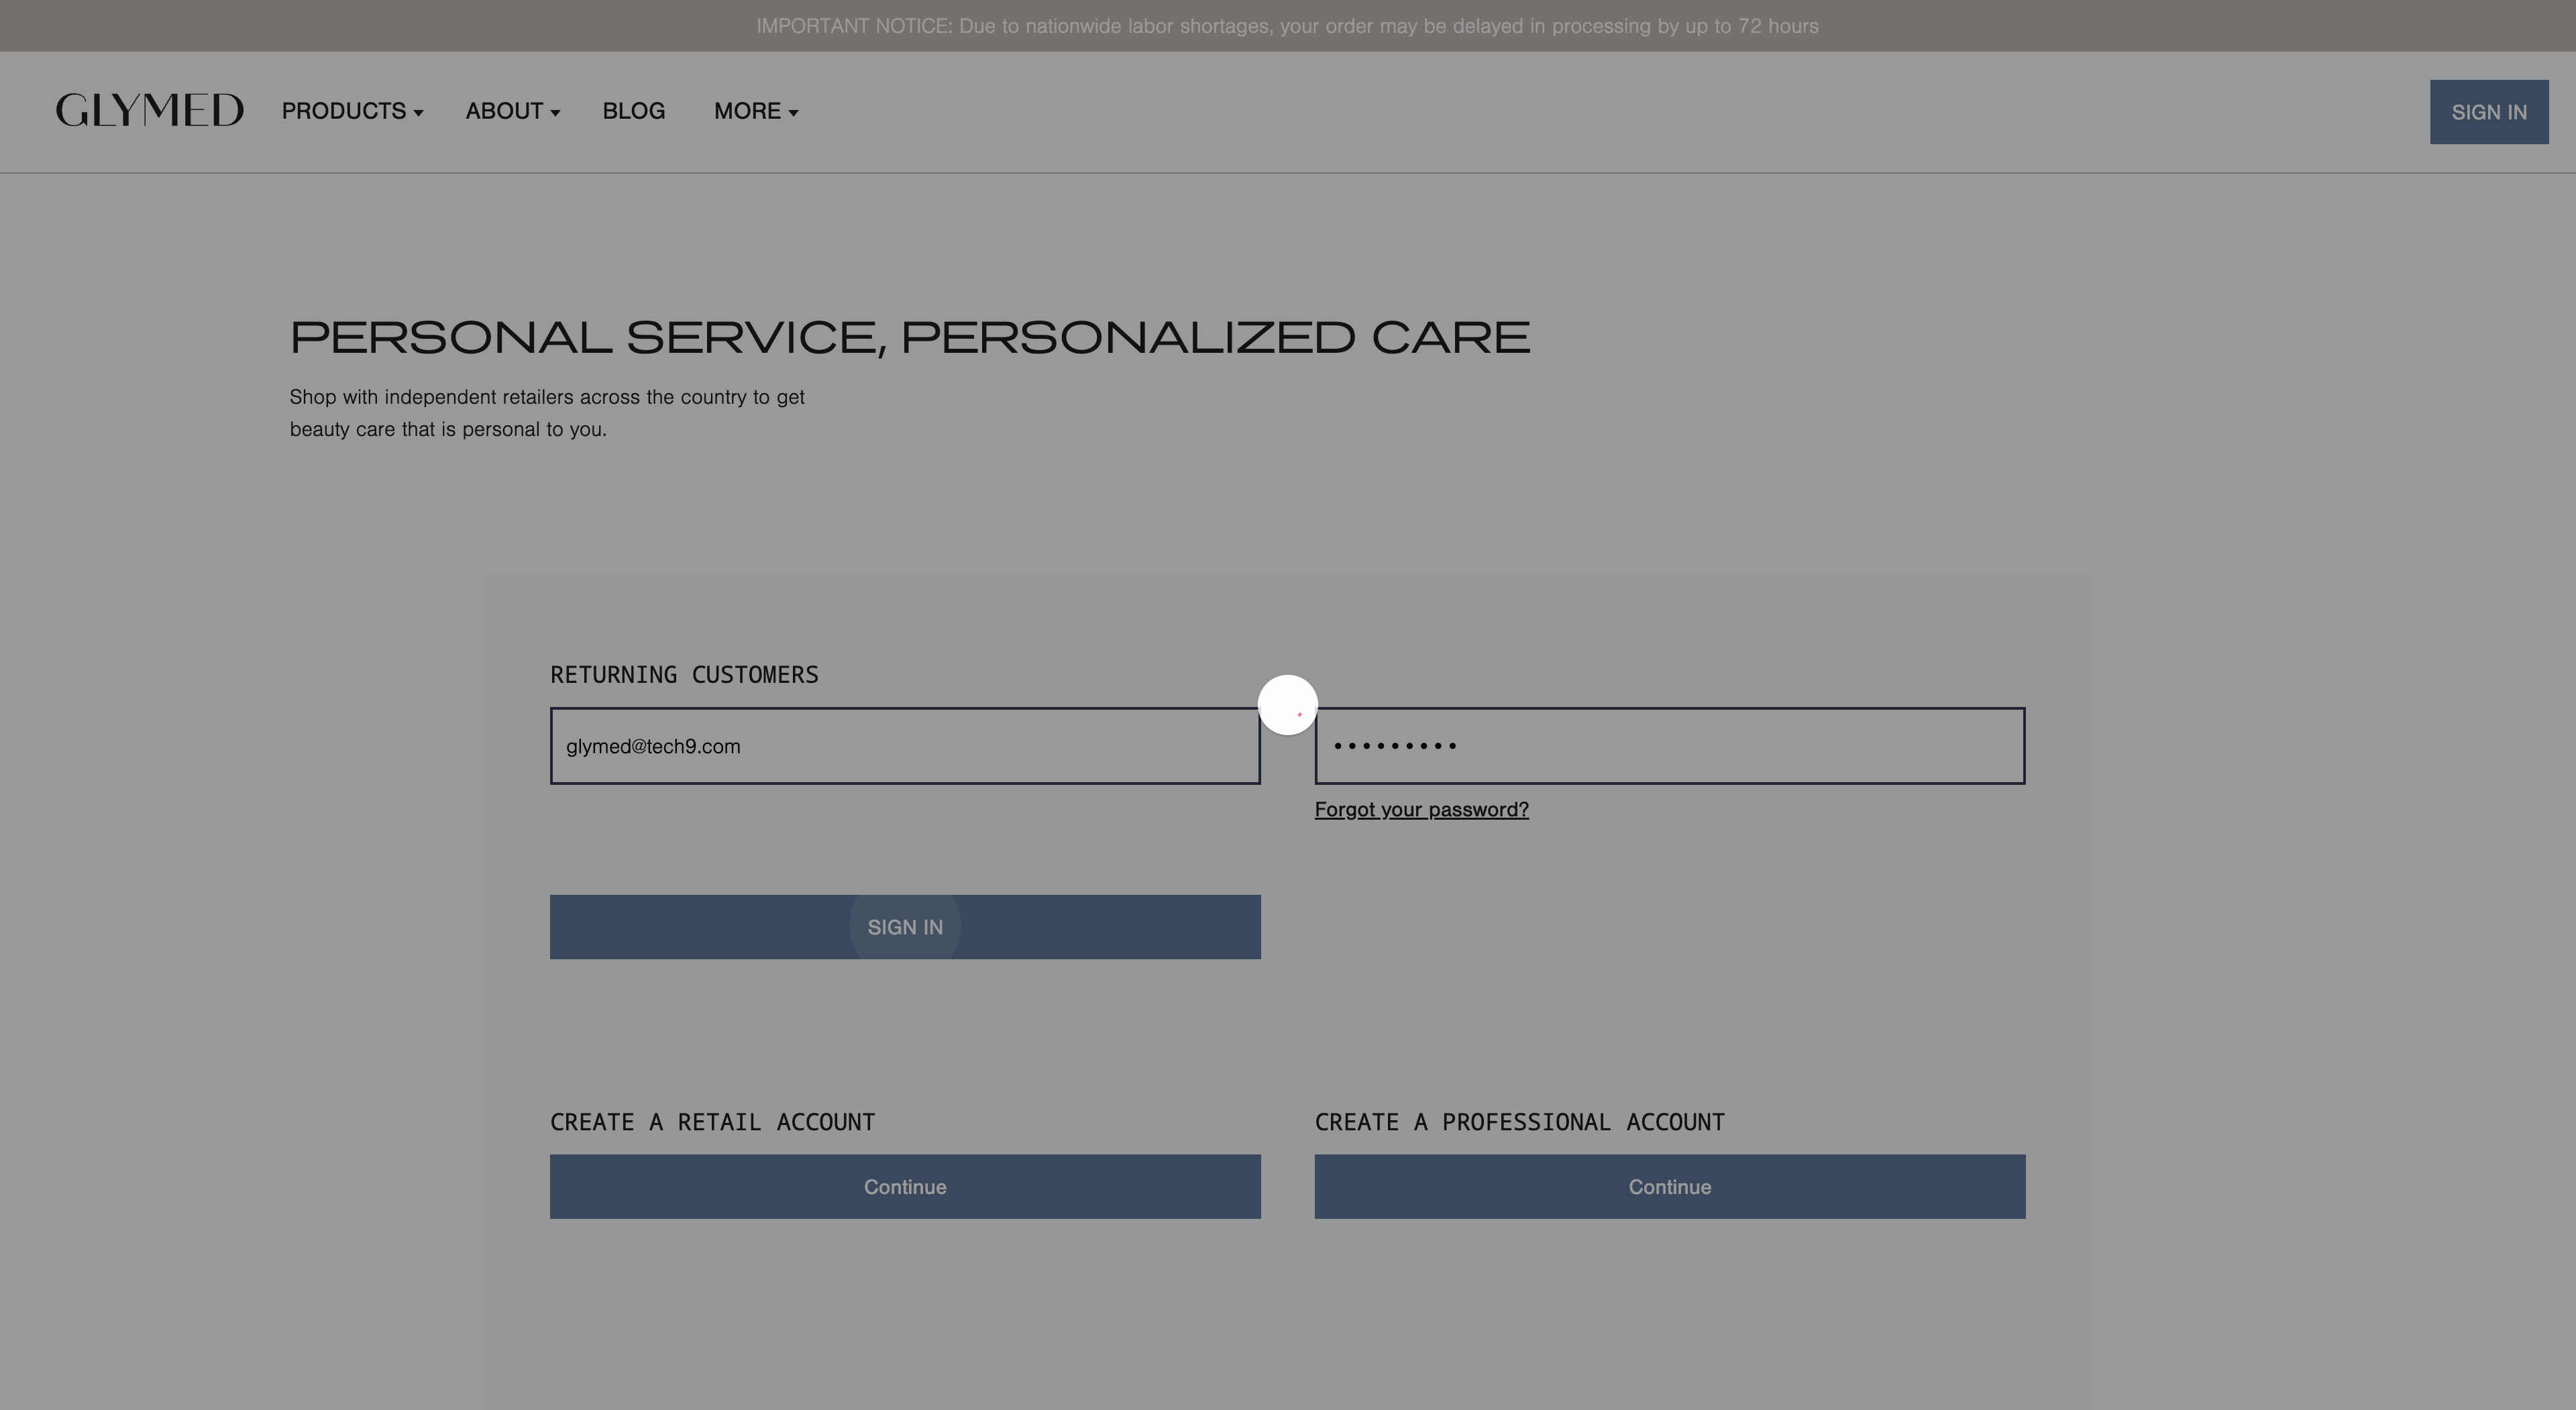 IMPORTANT NOTICE: Due to nationwide labor shortages, your order may be delayed in processing by up to 72 hours
GLYMED PRODUCTS ABOUT BLOG MORE SIGN IN
PERSONAL SERVICE, PERSONALIZED CARE
Shop with independent retailers across the country to get
beauty care that is personal to you.
RETURNING CUSTOMERS
glymed@tech9.com •••••••••
Forgot your password?
SIGN IN
CREATE A RETAIL ACCOUNT CREATE A PROFESSIONAL ACCOUNT
Continue Continue